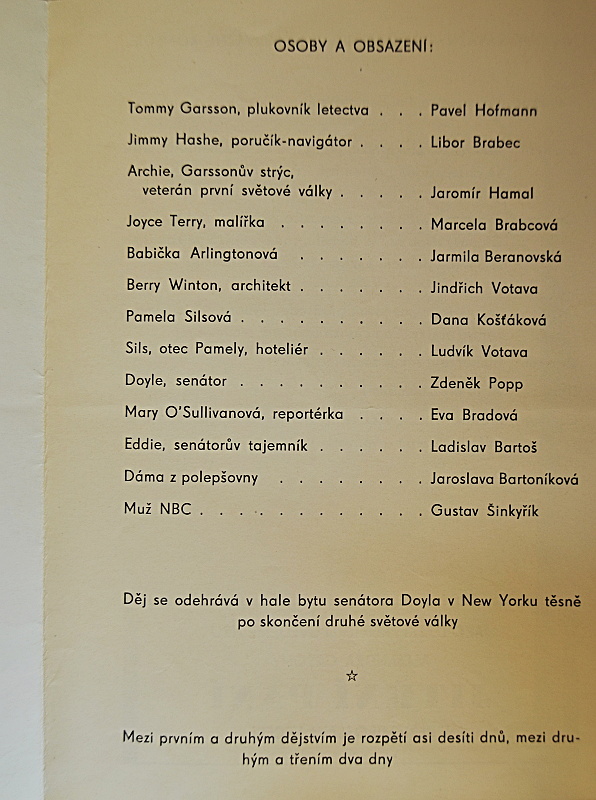 OSOBY A OBSAZENÍ:
Tommy Garsson, plukovník letectva . . . Pavel Hofmann
Jimmy Hashe, poručík-navigátor . . . . Libor Brabec
Archie, Garssonův strýc,
veterán první světové války . . . . . Jaromír Hamal
Joyce Terry, malířka . . . . . . . . Marcela Brabcová
Babička Arlingtonová . . . . . . . Jarmila Beranovská
Berry Winton, architekt . . . . . . . Jindřich Votava
Pamela Silsová . . . . . . . . . . Dana Košťáková
Sils, otec Pamely, hoteliér . . . . . . Ludvík Votava
Doyle, senátor . . . . . . . . . . Zdeněk Popp
Mary O'Sullivanová, reportérka . . . . Eva Bradová
Eddie, senátorův tajemník . . . . . . Ladislav Bartoš
Dáma z polepšovny . . . . . . . . Jaroslava Bartoníková
Muž NBC . . . . . . . . . . . . Gustav Šinkyřík
Děj se odehrává v hale bytu senátora Doyla v New Yorku těsně
po skončení druhé světové války
☆
Mezi prvním a druhým dějstvím je rozpětí asi desíti dnů, mezi dru-
hým a třením dva dny